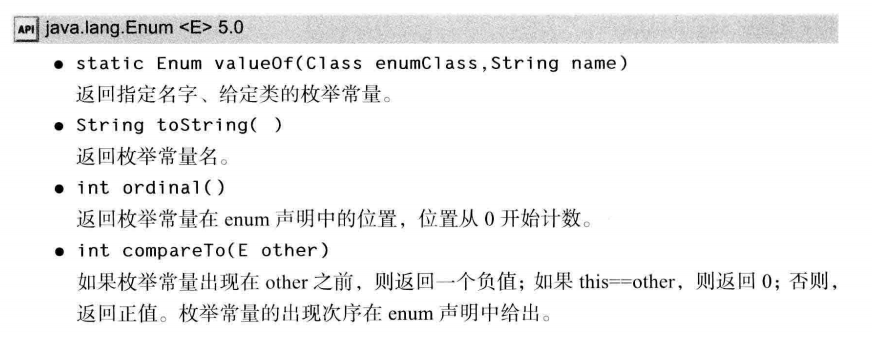 API java.lang.Enum <E> 5.0
● static Enum valueOf(Class enumClass,String name)
返回指定名字、给定类的枚举常量。
● String toString( )
返回枚举常量名。
● int ordinal()
返回枚举常量在 enum 声明中的位置，位置从 0 开始计数。
● int compareTo(E other)
如果枚举常量出现在 other 之前，则返回一个负值；如果 this==other，则返回 0；否则，
返回正值。枚举常量的出现次序在 enum 声明中给出。